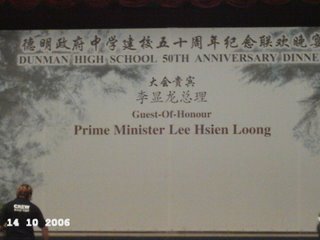 德明政府中学建校五十周年纪念联欢晚宴
DUNMAN HIGH SCHOOL 50TH ANNIVERSARY DINNE
大会贵宾
李显龙总理
Guest-Of-Honour
Prime Minister Lee Hsien Loong
CREW
14 10 2006